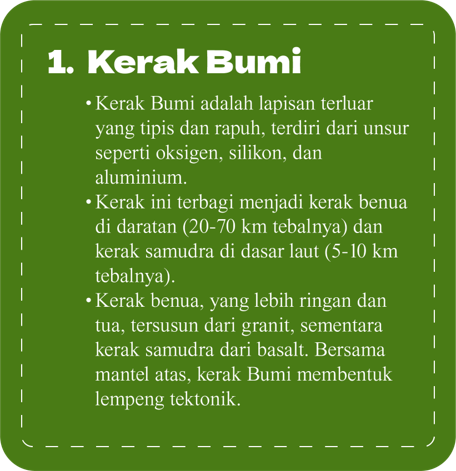 1. Kerak Bumi
• Kerak Bumi adalah lapisan terluar
yang tipis dan rapuh, terdiri dari unsur
seperti oksigen, silikon, dan
aluminium.
• Kerak ini terbagi menjadi kerak benua
di daratan (20-70 km tebalnya) dan
kerak samudra di dasar laut (5-10 km
tebalnya).
• Kerak benua, yang lebih ringan dan
tua, tersusun dari granit, sementara
kerak samudra dari basalt. Bersama
mantel atas, kerak Bumi membentuk
lempeng tektonik.